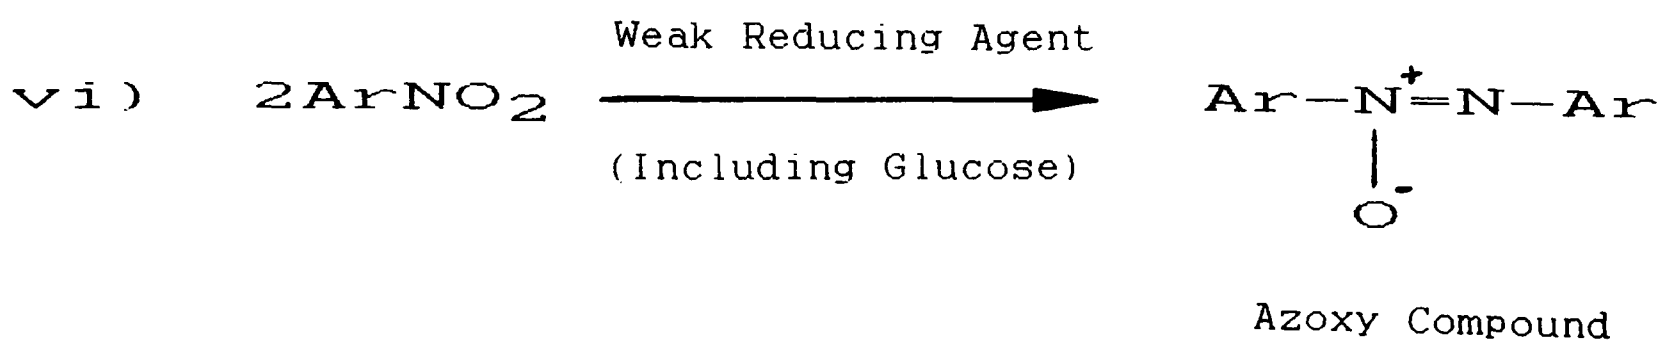 Weak Reducing Agent
vi) 2ArNO₂ Ar—N⁺=N—Ar
(Including Glucose)
O⁻
Azoxy Compound